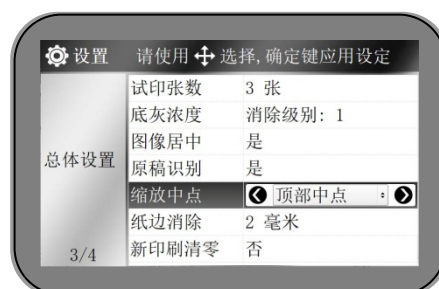 设置 请使用 选择,确定键应用设定
试印张数 3 张
底灰浓度 消除级别: 1
图像居中 是
总体设置
原稿识别 是
缩放中点 顶部中点
纸边消除 2 毫米
新印刷清零 否
3/4